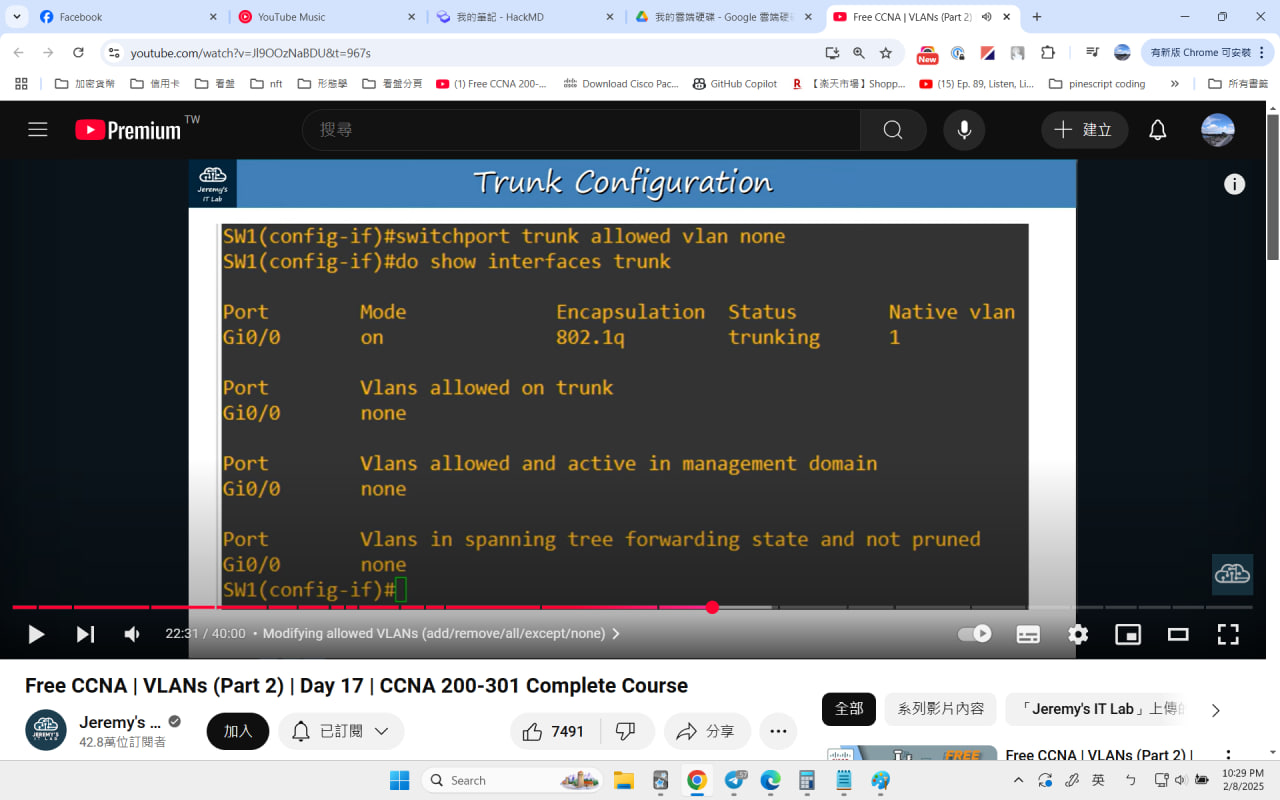 Facebook
YouTube Music
我的筆記 - HackMD
我的雲端硬碟 - Google 雲端硬碟
Free CCNA | VLANs (Part 2)
youtube.com/watch?v=Jl9OOzNaBDU&t=967s
New
有新版 Chrome 可安裝
加密貨幣
信用卡
看盤
nft
形態學
看盤分頁
(1) Free CCNA 200-...
Download Cisco Pac...
GitHub Copilot
【楽天市場】Shopp...
(15) Ep. 89, Listen, Li...
pinescript coding
所有書籤
Premium TW
搜尋
建立
Jeremy's
IT Lab
Trunk Configuration
SW1(config-if)#switchport trunk allowed vlan none
SW1(config-if)#do show interfaces trunk
Port Mode Encapsulation Status Native vlan
Gi0/0 on 802.1q trunking 1
Port Vlans allowed on trunk
Gi0/0 none
Port Vlans allowed and active in management domain
Gi0/0 none
Port Vlans in spanning tree forwarding state and not pruned
Gi0/0 none
SW1(config-if)#
22:31 / 40:00 • Modifying allowed VLANs (add/remove/all/except/none)
Free CCNA | VLANs (Part 2) | Day 17 | CCNA 200-301 Complete Course
JEREMY'S
IT LAB
Jeremy's ...
42.8萬位訂閱者
加入
已訂閱
7491
分享
全部
系列影片內容
「Jeremy's IT Lab」上傳的
FREE
Free CCNA | VLANs (Part 2) |
Search
57
英
10:29 PM
2/8/2025